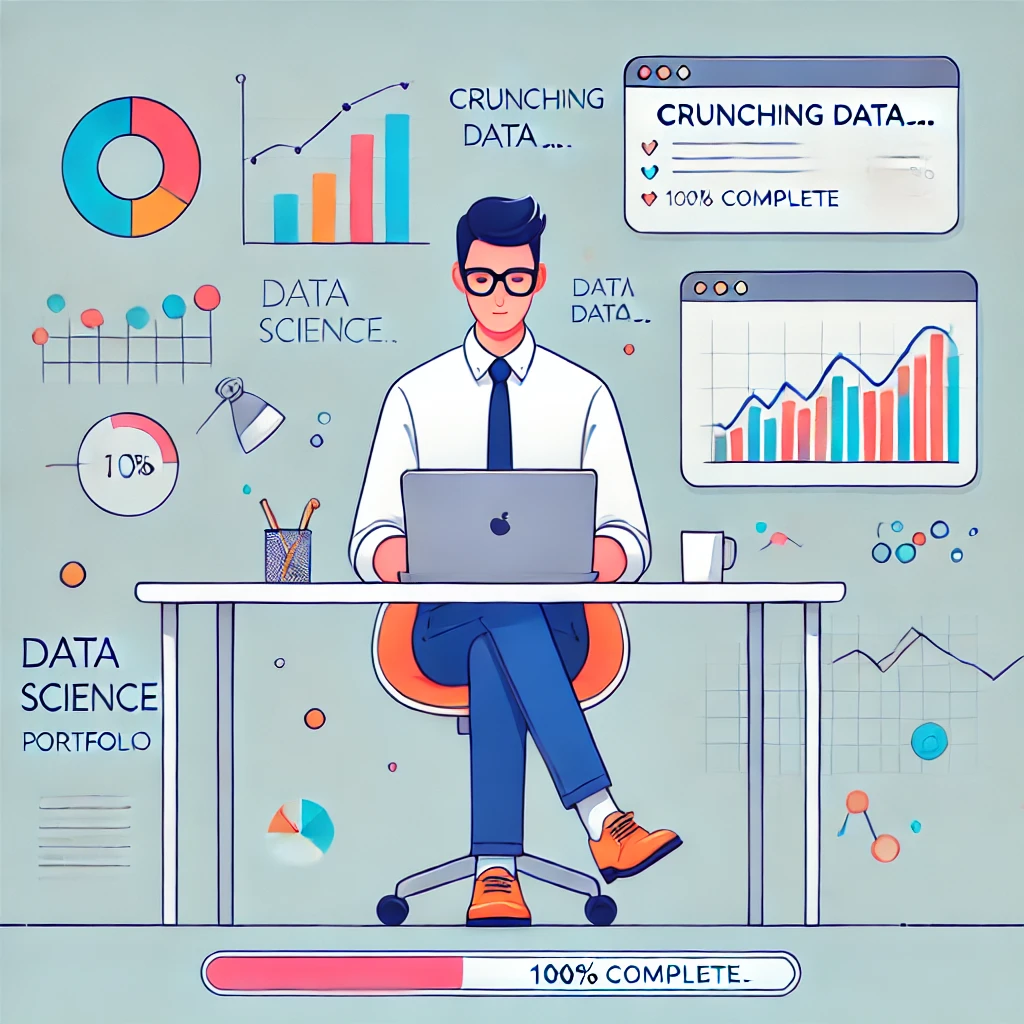 CRUNCHING
DATA....
CRUNCHING DATA...
100% COMPLETE
DATA
SCIENCE..
DATA
DATA...
10%
DATA
SCIENCE
PORTFOLO
100% COMPLETE.